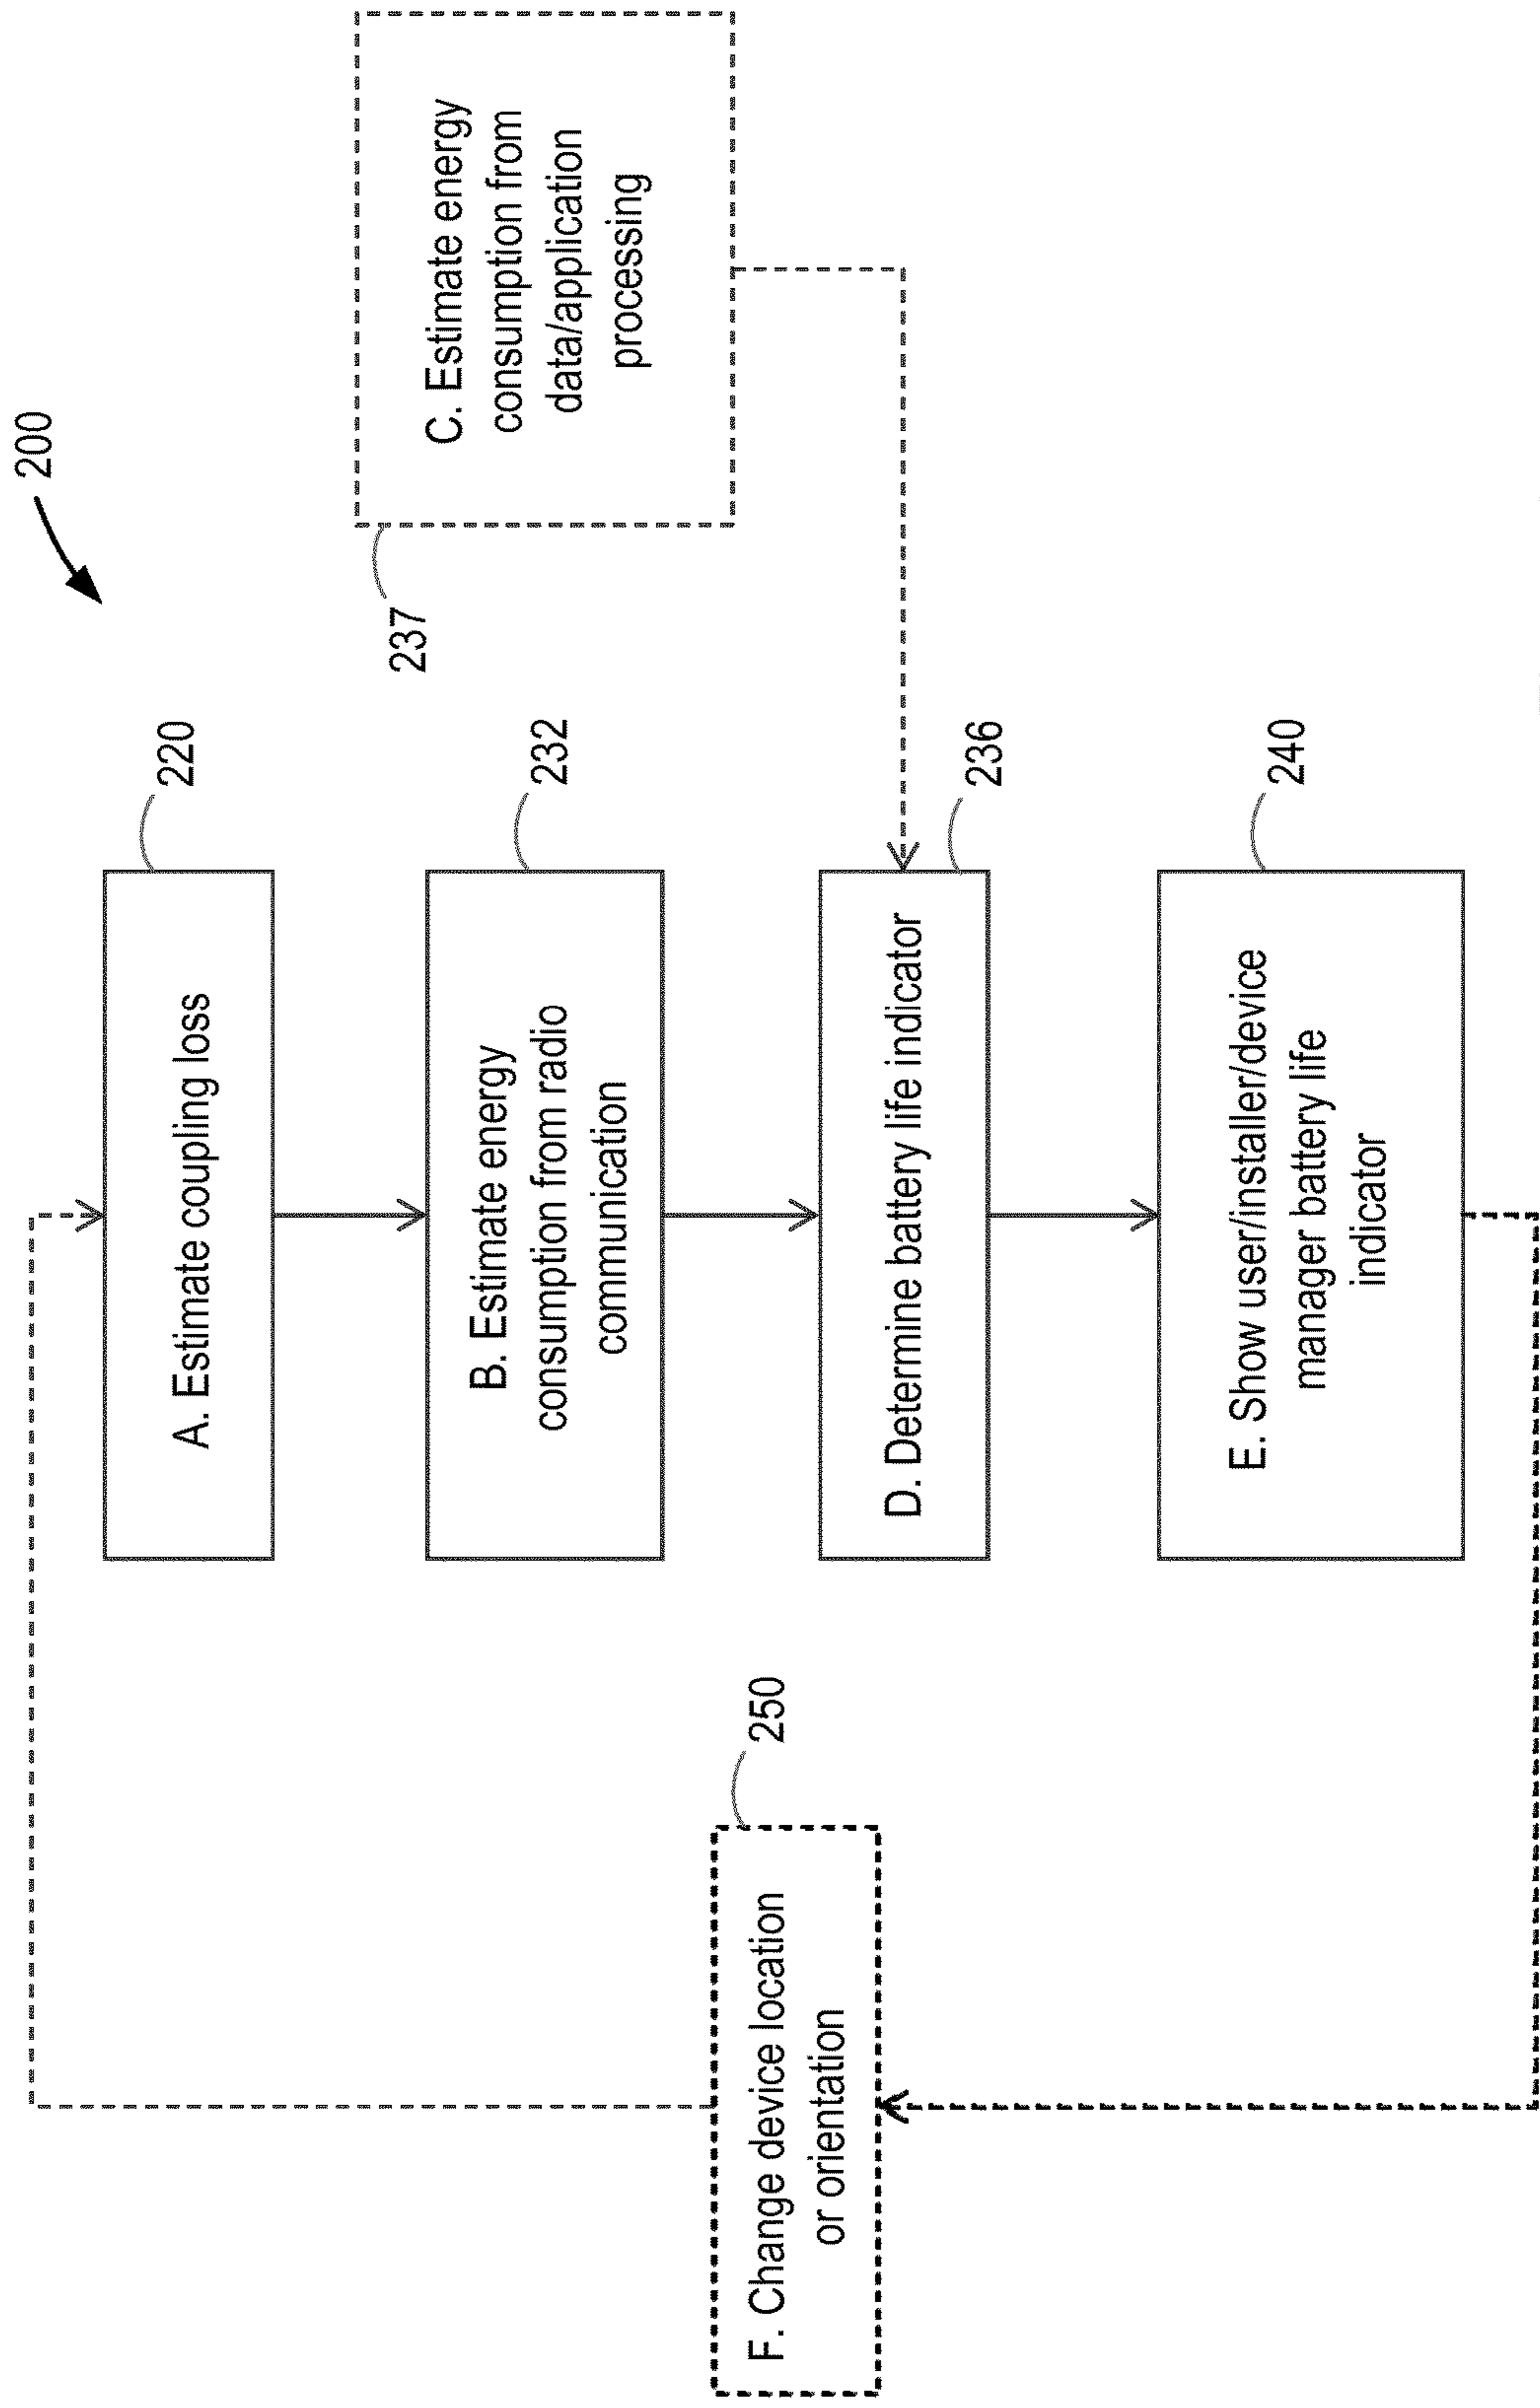 200
A. Estimate coupling loss
220
B. Estimate energy
consumption from radio
communication
232
C. Estimate energy
consumption from
data/application
processing
237
D. Determine battery life indicator
236
E. Show user/installer/device
manager battery life
indicator
240
F. Change device location
or orientation
250